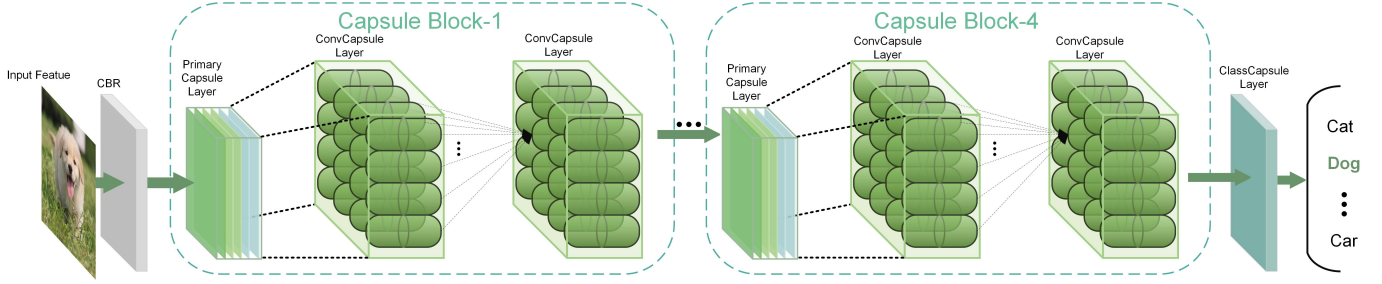 Input Featue
CBR
Capsule Block-1
Primary
Capsule
Layer
ConvCapsule
Layer
ConvCapsule
Layer
Capsule Block-4
Primary
Capsule
Layer
ConvCapsule
Layer
ConvCapsule
Layer
ClassCapsule
Layer
Cat
Dog
Car